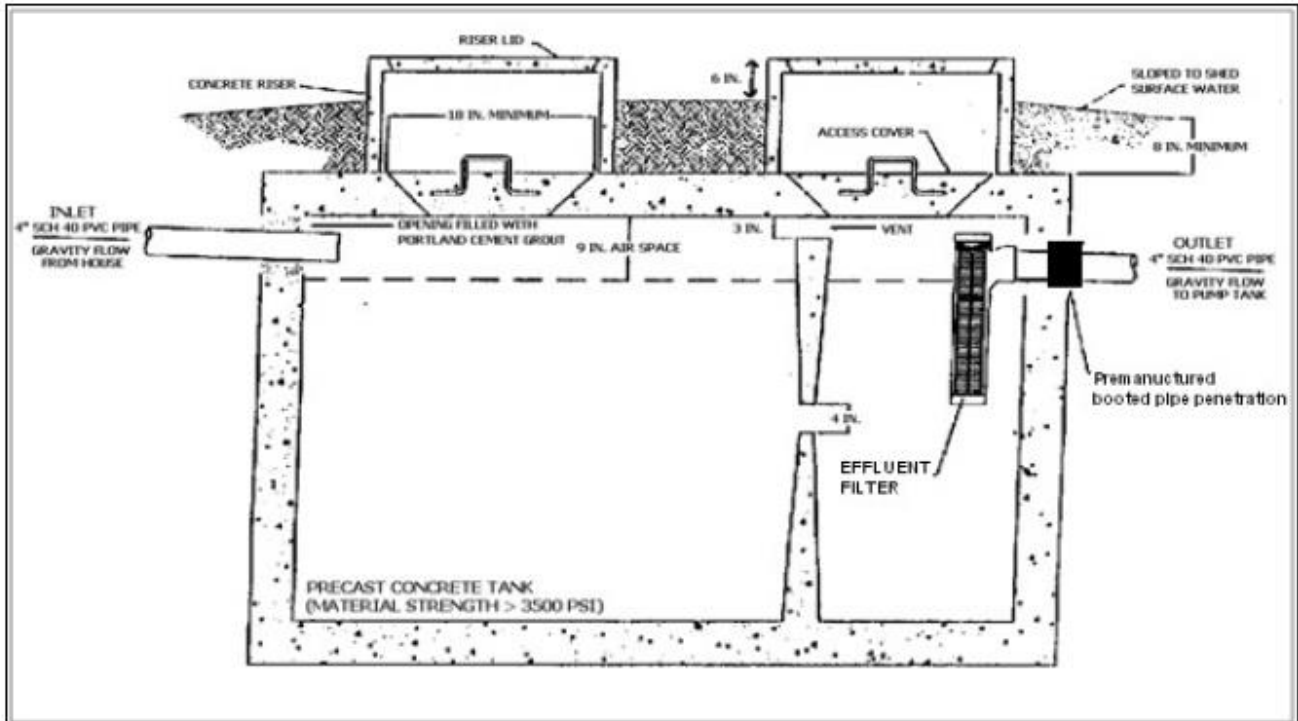 RISER LID
CONCRETE RISER
6 IN.
SLOPED TO SHED
SURFACE WATER
18 IN. MINIMUM
ACCESS COVER
8 IN. MINIMUM
INLET
4" SCH 40 PVC PIPE
GRAVITY FLOW
FROM HOUSE
OPENING FILLED WITH
PORTLAND CEMENT GROUT
9 IN. AIR SPACE
3 IN.
VENT
OUTLET
4" SCH 40 PVC PIPE
GRAVITY FLOW
TO PUMP TANK
Premanuctured
booted pipe penetration
4 IN.
EFFLUENT
FILTER
PRECAST CONCRETE TANK
(MATERIAL STRENGTH > 3500 PSI)